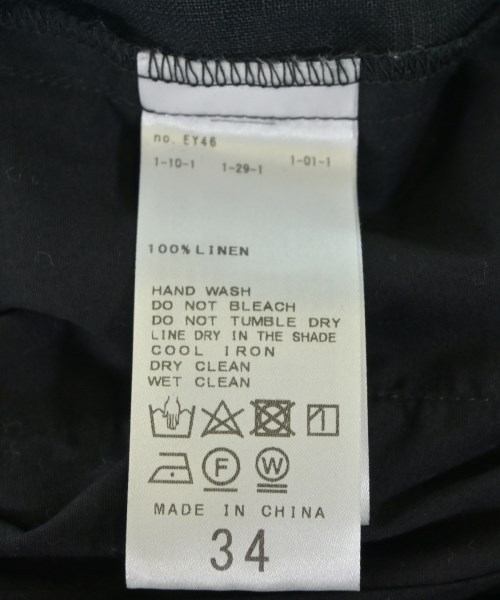 no. EY46
1-10-1 1-29-1 1-01-1
100% LINEN
HAND WASH
DO NOT BLEACH
DO NOT TUMBLE DRY
LINE DRY IN THE SHADE
COOL IRON
DRY CLEAN
WET CLEAN
F W
MADE IN CHINA
34